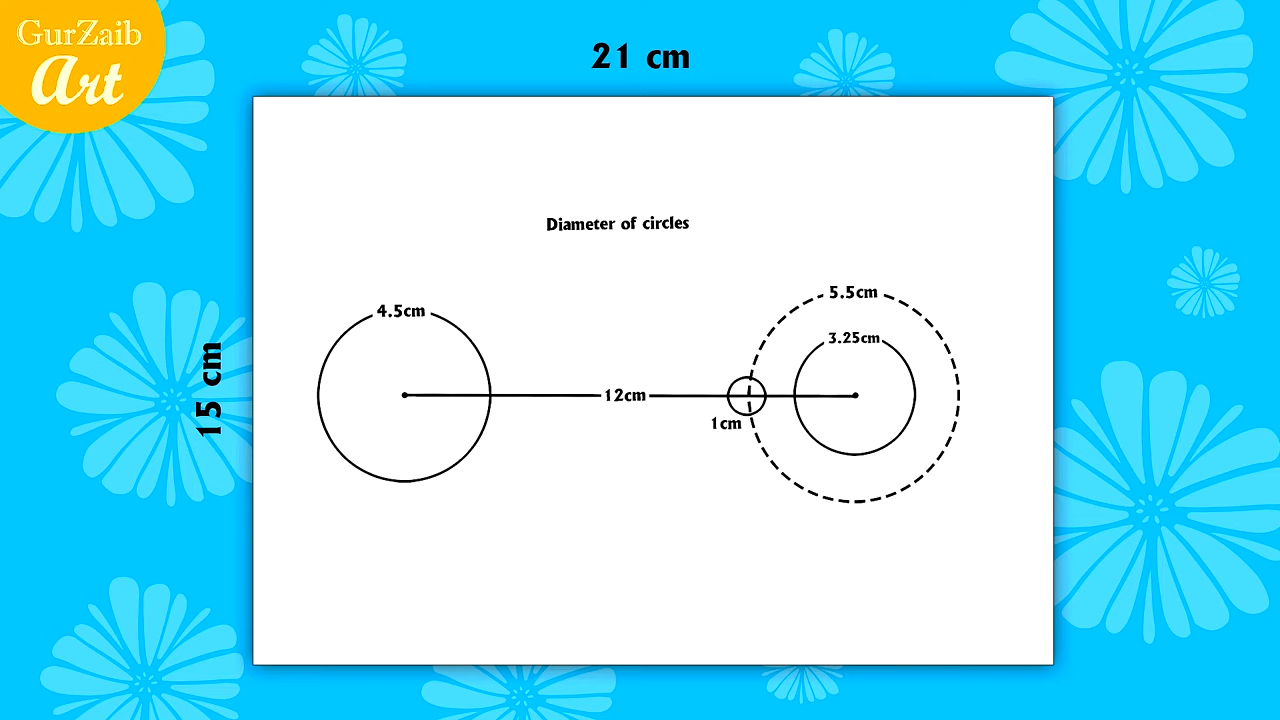 GurZaib
Art
21 cm
15 cm
Diameter of circles
4.5cm
5.5cm
3.25cm
12cm
1cm